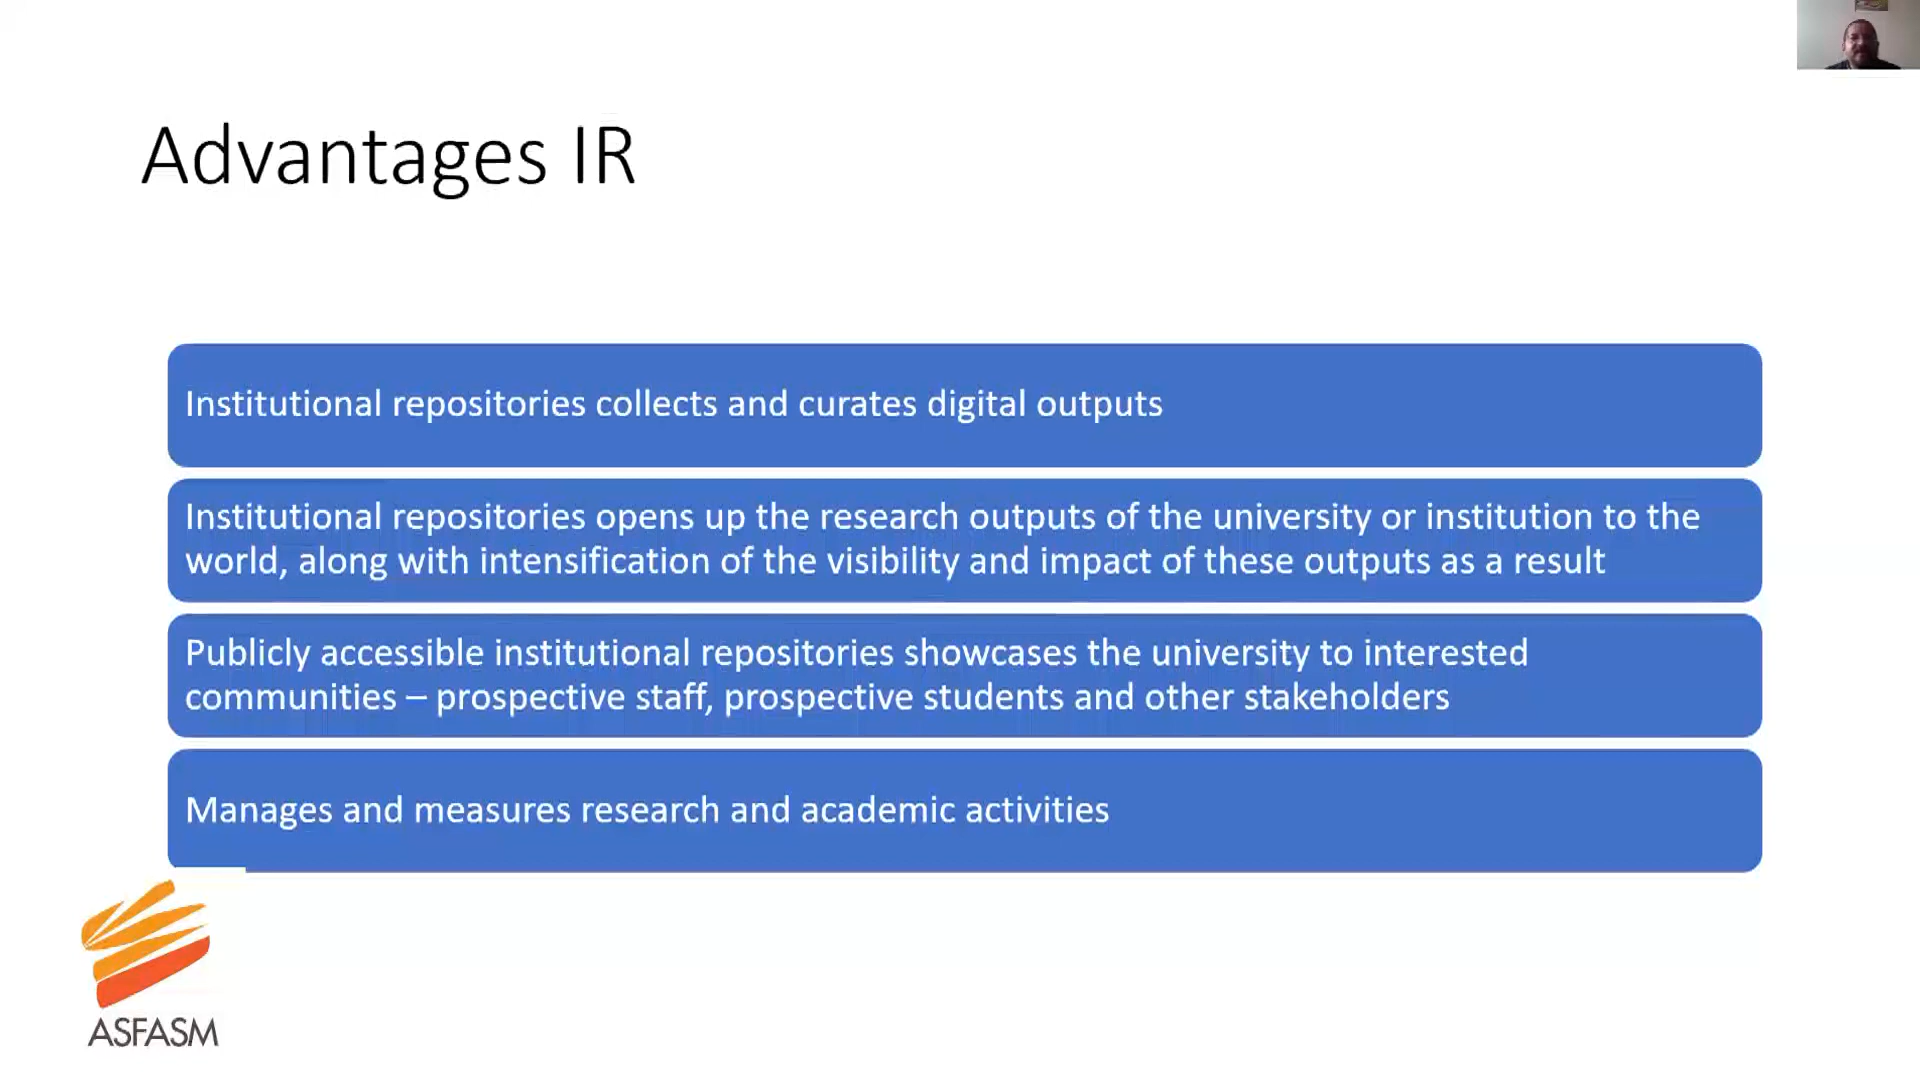 Advantages IR
Institutional repositories collects and curates digital outputs
Institutional repositories opens up the research outputs of the university or institution to the
world, along with intensification of the visibility and impact of these outputs as a result
Publicly accessible institutional repositories showcases the university to interested
communities – prospective staff, prospective students and other stakeholders
Manages and measures research and academic activities
ASFASM